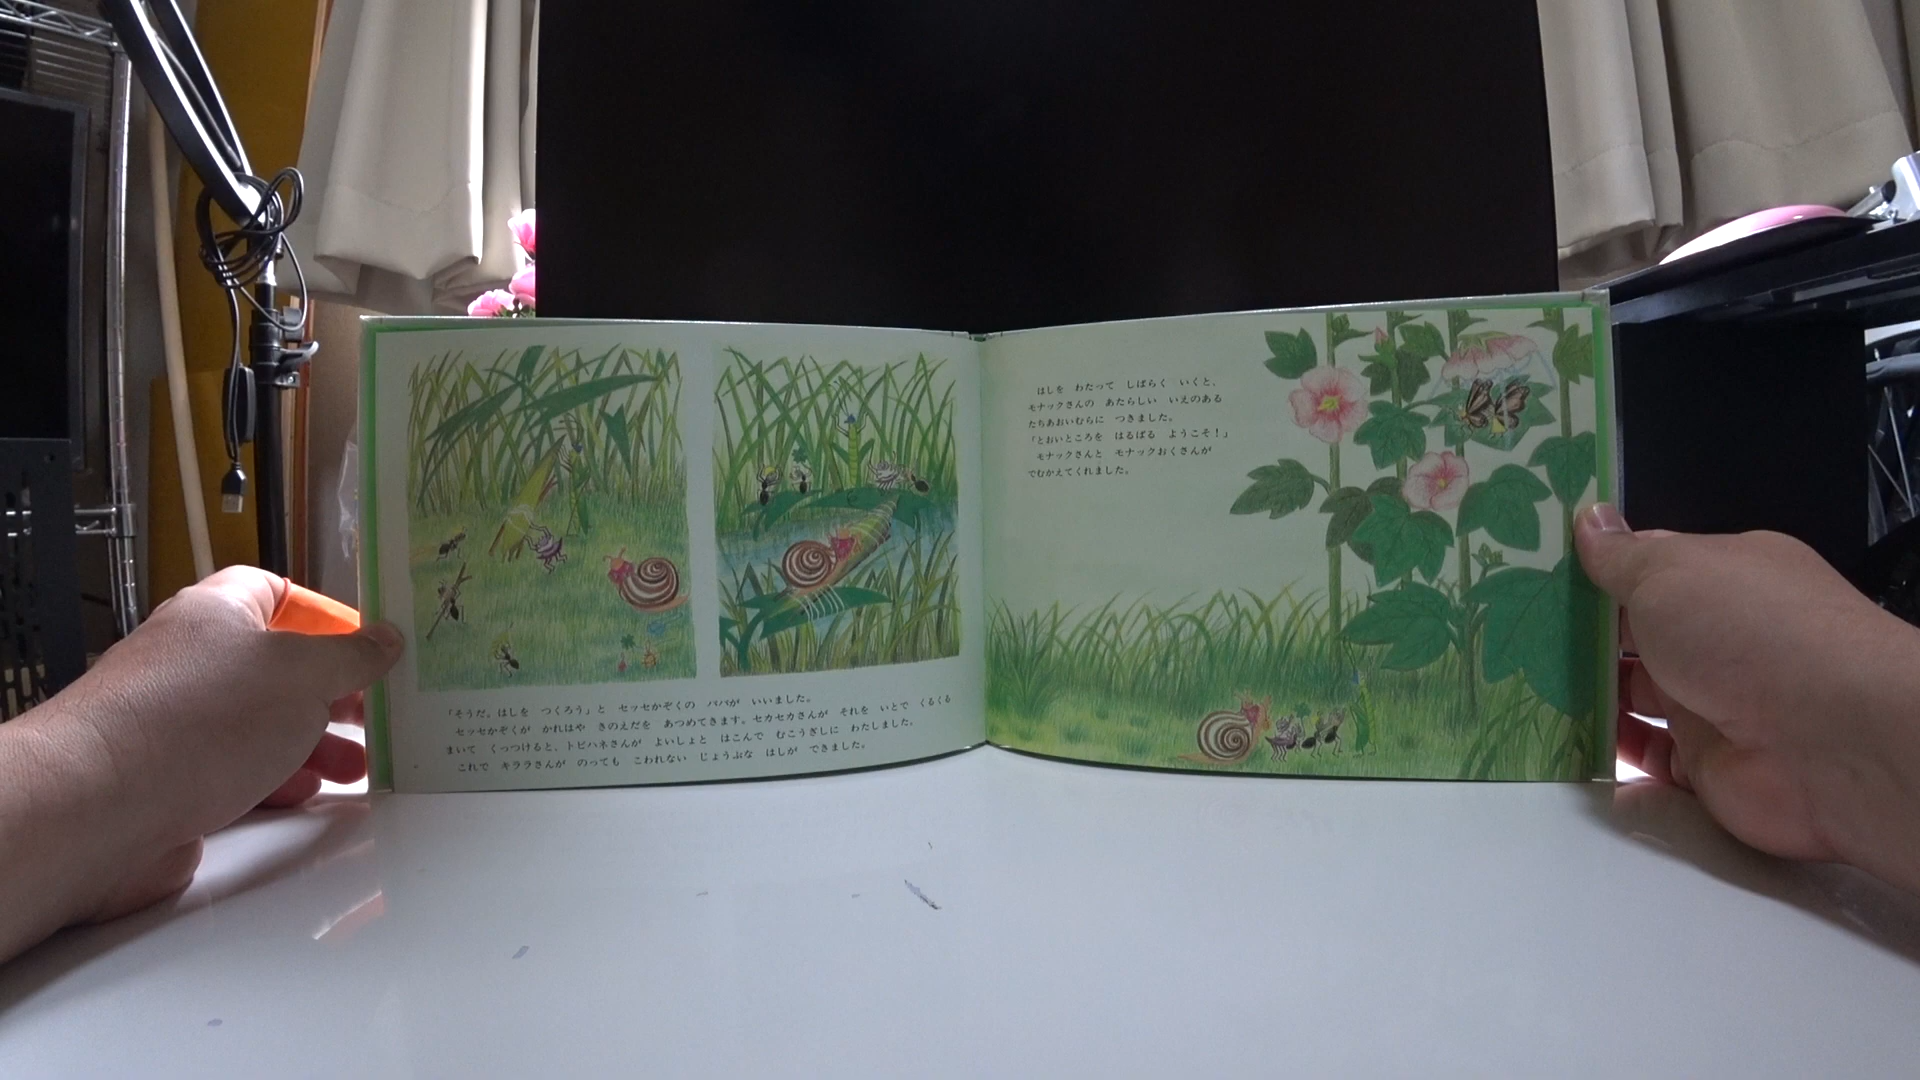 「そうだ、はしを つくろう」と セッセかぞくの パパが いいました。
セッセかぞくが かれはや きのえだを あつめてきます。セカセカさんが それを いとで くるくる
まいて くっつけると、トビハネさんが よいしょと はこんで むこうぎしに わたしました。
これで キララさんが のっても こわれない じょうぶな はしが できました。
はしを わたって しばらく いくと、
モナックさんの あたらしい いえのある
たちあおいむらに つきました。
「とおいところを はるばる ようこそ！」
モナックさんと モナックおくさんが
でむかえてくれました。